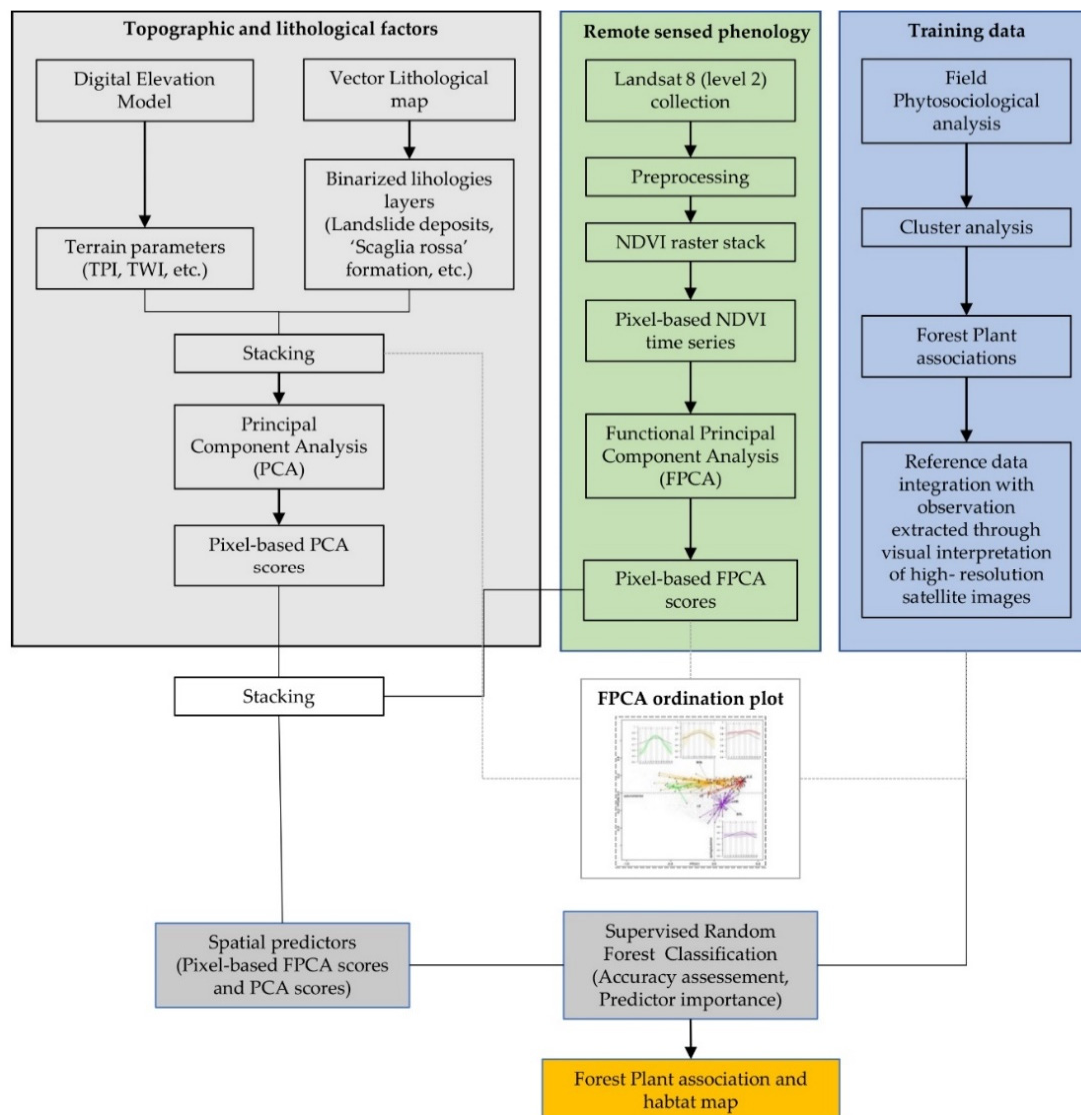 Topographic and lithological factors
Digital Elevation
Model
Vector Lithological
map
Binarized lihologies
layers
(Landslide deposits,
‘Scaglia rossa’
formation, etc.)
Terrain parameters
(TPI, TWI, etc.)
Stacking
Principal
Component Analysis
(PCA)
Pixel-based PCA
scores
Remote sensed phenology
Landsat 8 (level 2)
collection
Preprocessing
NDVI raster stack
Pixel-based NDVI
time series
Functional Principal
Component Analysis
(FPCA)
Pixel-based FPCA
scores
Training data
Field
Phytosociological
analysis
Cluster analysis
Forest Plant
associations
Reference data
integration with
observation
extracted through
visual interpretation
of high- resolution
satellite images
Stacking
FPCA ordination plot
Spatial predictors
(Pixel-based FPCA scores
and PCA scores)
Supervised Random
Forest  Classification
(Accuracy assessement,
Predictor importance)
Forest Plant association and
habtat map